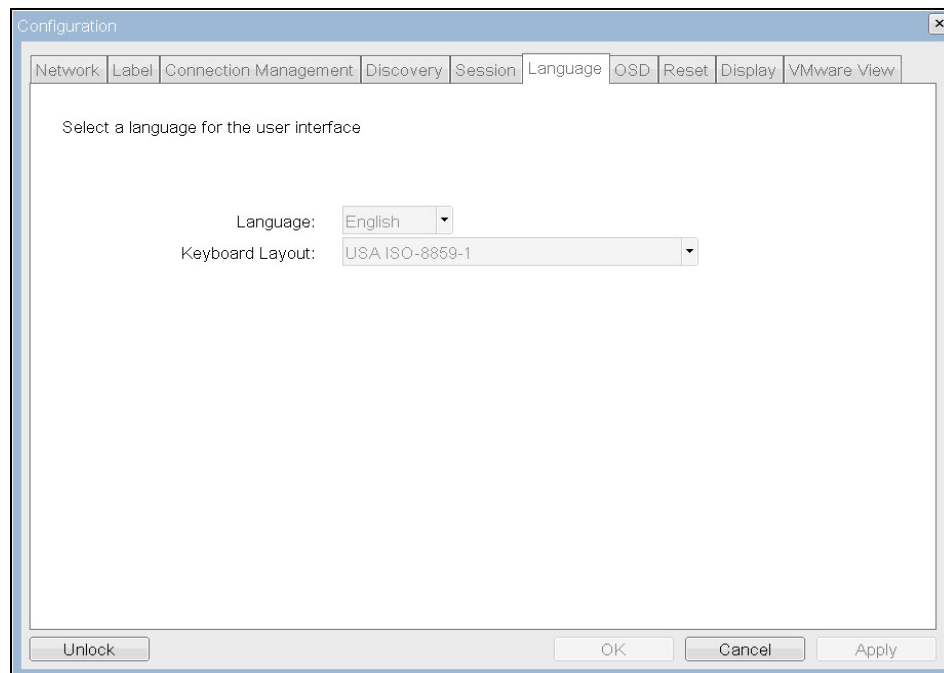 Configuration
Network Label Connection Management Discovery Session Language OSD Reset Display VMware View
Select a language for the user interface
Language: English
Keyboard Layout: USA ISO-8859-1
Unlock OK Cancel Apply